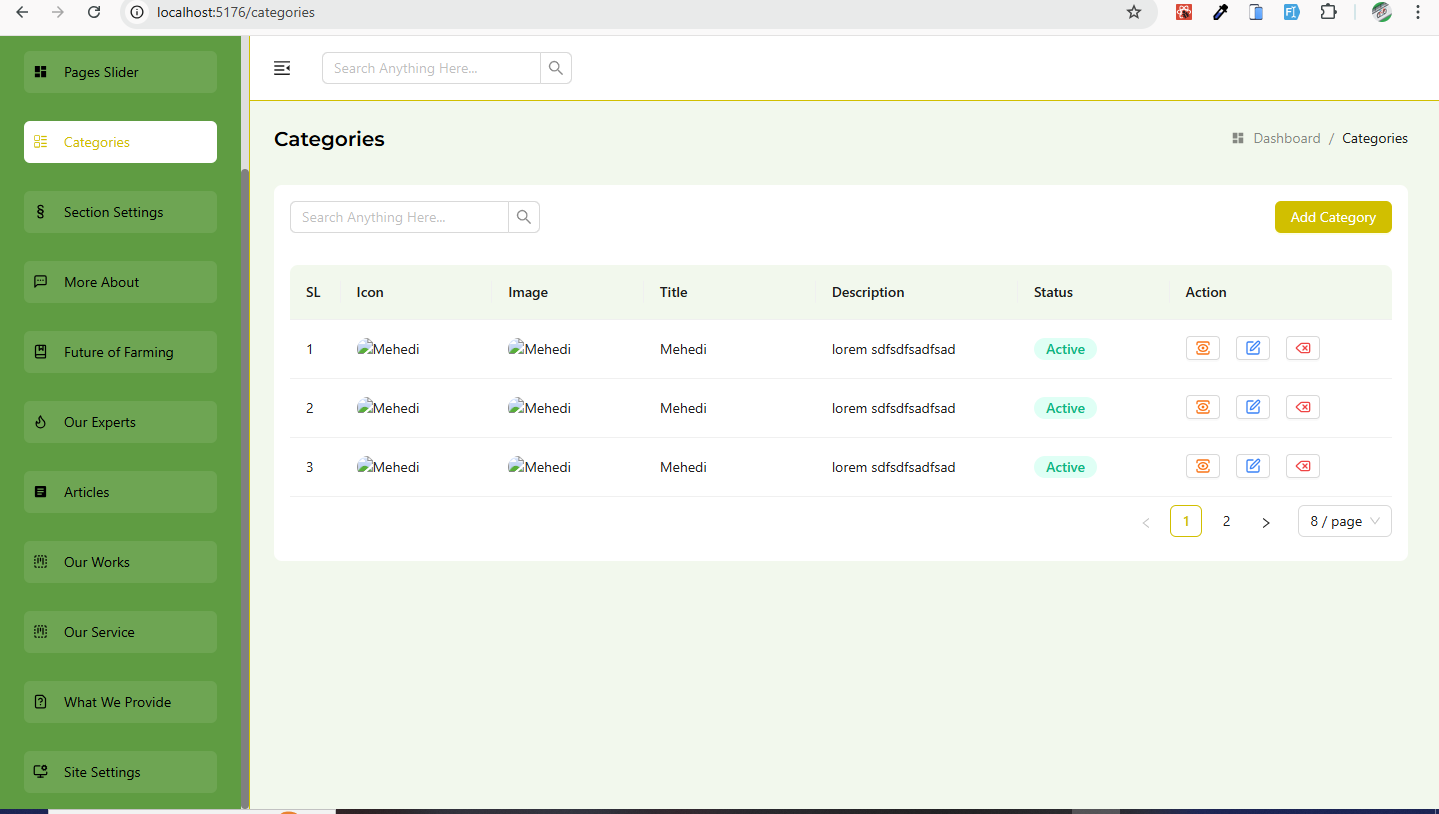 localhost:5176/categories
Pages Slider
Categories
Section Settings
More About
Future of Farming
Our Experts
Articles
Our Works
Our Service
What We Provide
Site Settings
Search Anything Here...
Categories
Dashboard / Categories
Search Anything Here...
Add Category
SL Icon Image Title Description Status Action
1 Mehedi Mehedi Mehedi lorem sdfsdfsadfsad Active
2 Mehedi Mehedi Mehedi lorem sdfsdfsadfsad Active
3 Mehedi Mehedi Mehedi lorem sdfsdfsadfsad Active
< 1 2 > 8 / page